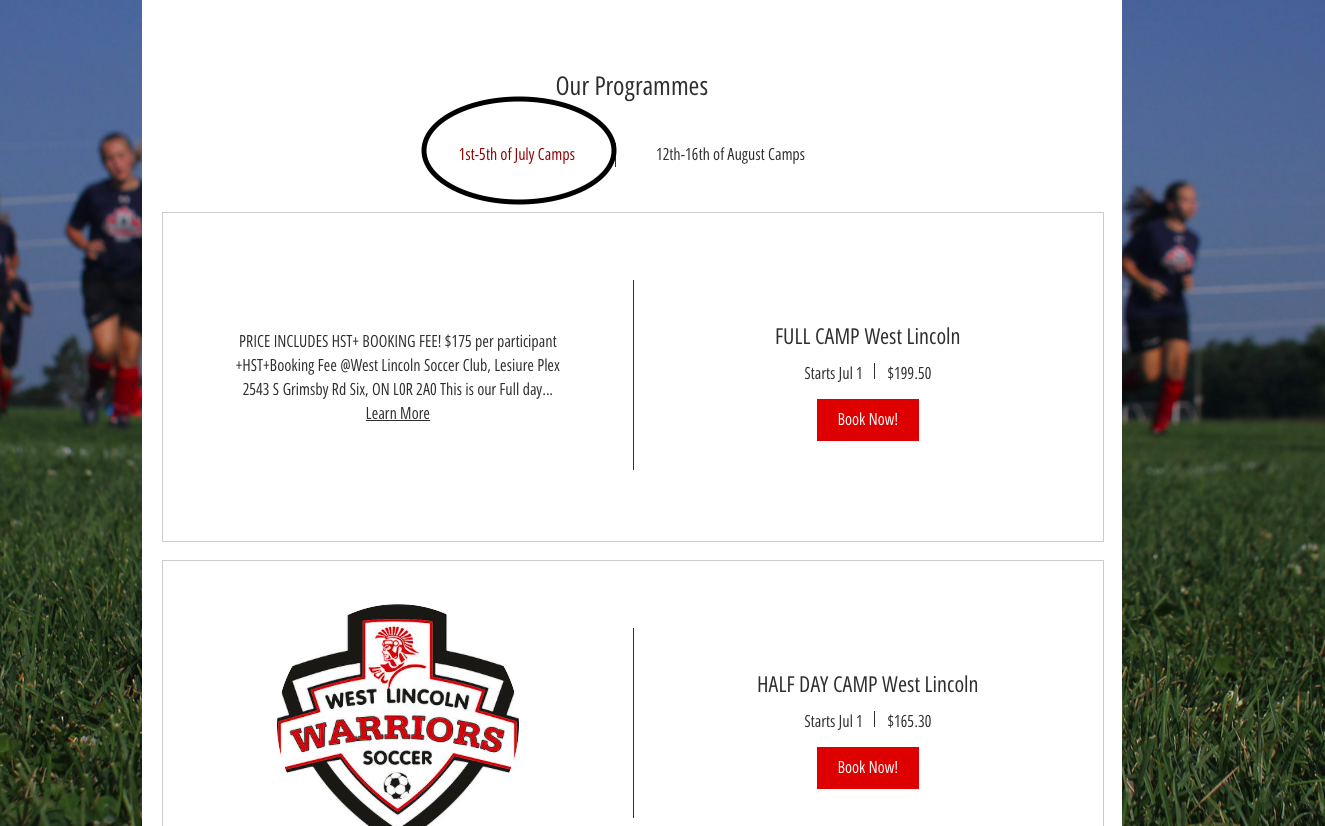 Our Programmes
1st-5th of July Camps
12th-16th of August Camps
PRICE INCLUDES HST+ BOOKING FEE! $175 per participant
+HST+Booking Fee @West Lincoln Soccer Club, Lesiure Plex
2543 S Grimsby Rd Six, ON L0R 2A0 This is our Full day...
Learn More
FULL CAMP West Lincoln
Starts Jul 1
$199.50
Book Now!
WEST LINCOLN
WARRIORS
SOCCER
HALF DAY CAMP West Lincoln
Starts Jul 1
$165.30
Book Now!